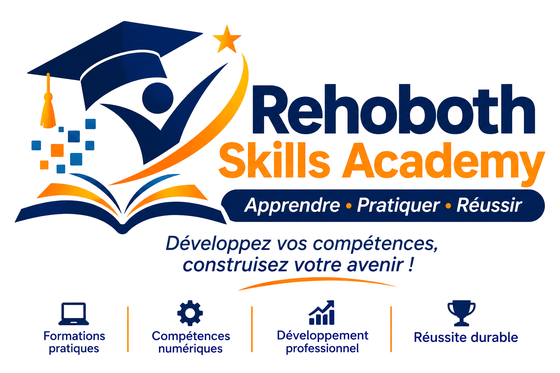 Rehoboth
Skills Academy
Apprendre • Pratiquer • Réussir
Développez vos compétences,
construisez votre avenir !
Formations
pratiques
Compétences
numériques
Développement
professionnel
Réussite durable